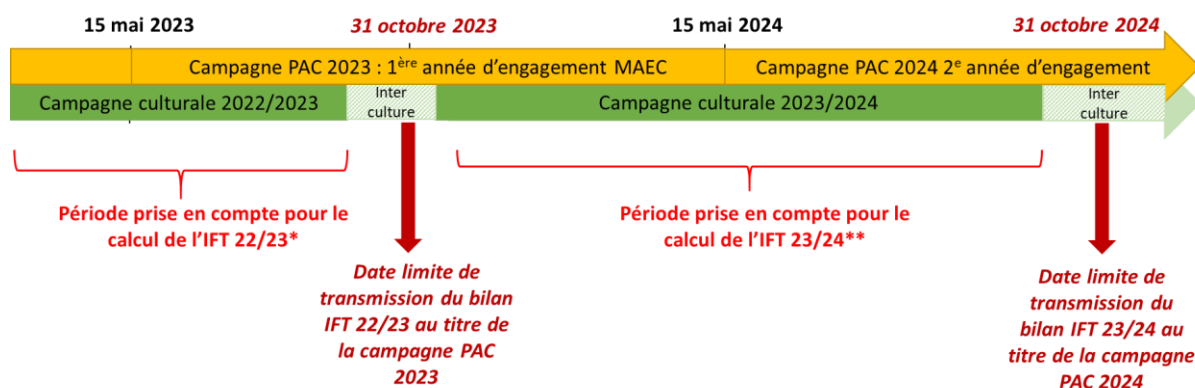 15 mai 2023
31 octobre 2023
15 mai 2024
31 octobre 2024
Campagne PAC 2023 : 1ère année d'engagement MAEC
Campagne PAC 2024 2e année d'engagement
Campagne culturale 2022/2023
Inter
culture
Campagne culturale 2023/2024
Inter
culture
Période prise en compte pour le
calcul de l'IFT 22/23*
Période prise en compte pour le
calcul de l'IFT 23/24**
Date limite de
transmission du bilan
IFT 22/23 au titre de
la campagne PAC
2023
Date limite de
transmission du
bilan IFT 23/24 au
titre de la campagne
PAC 2024